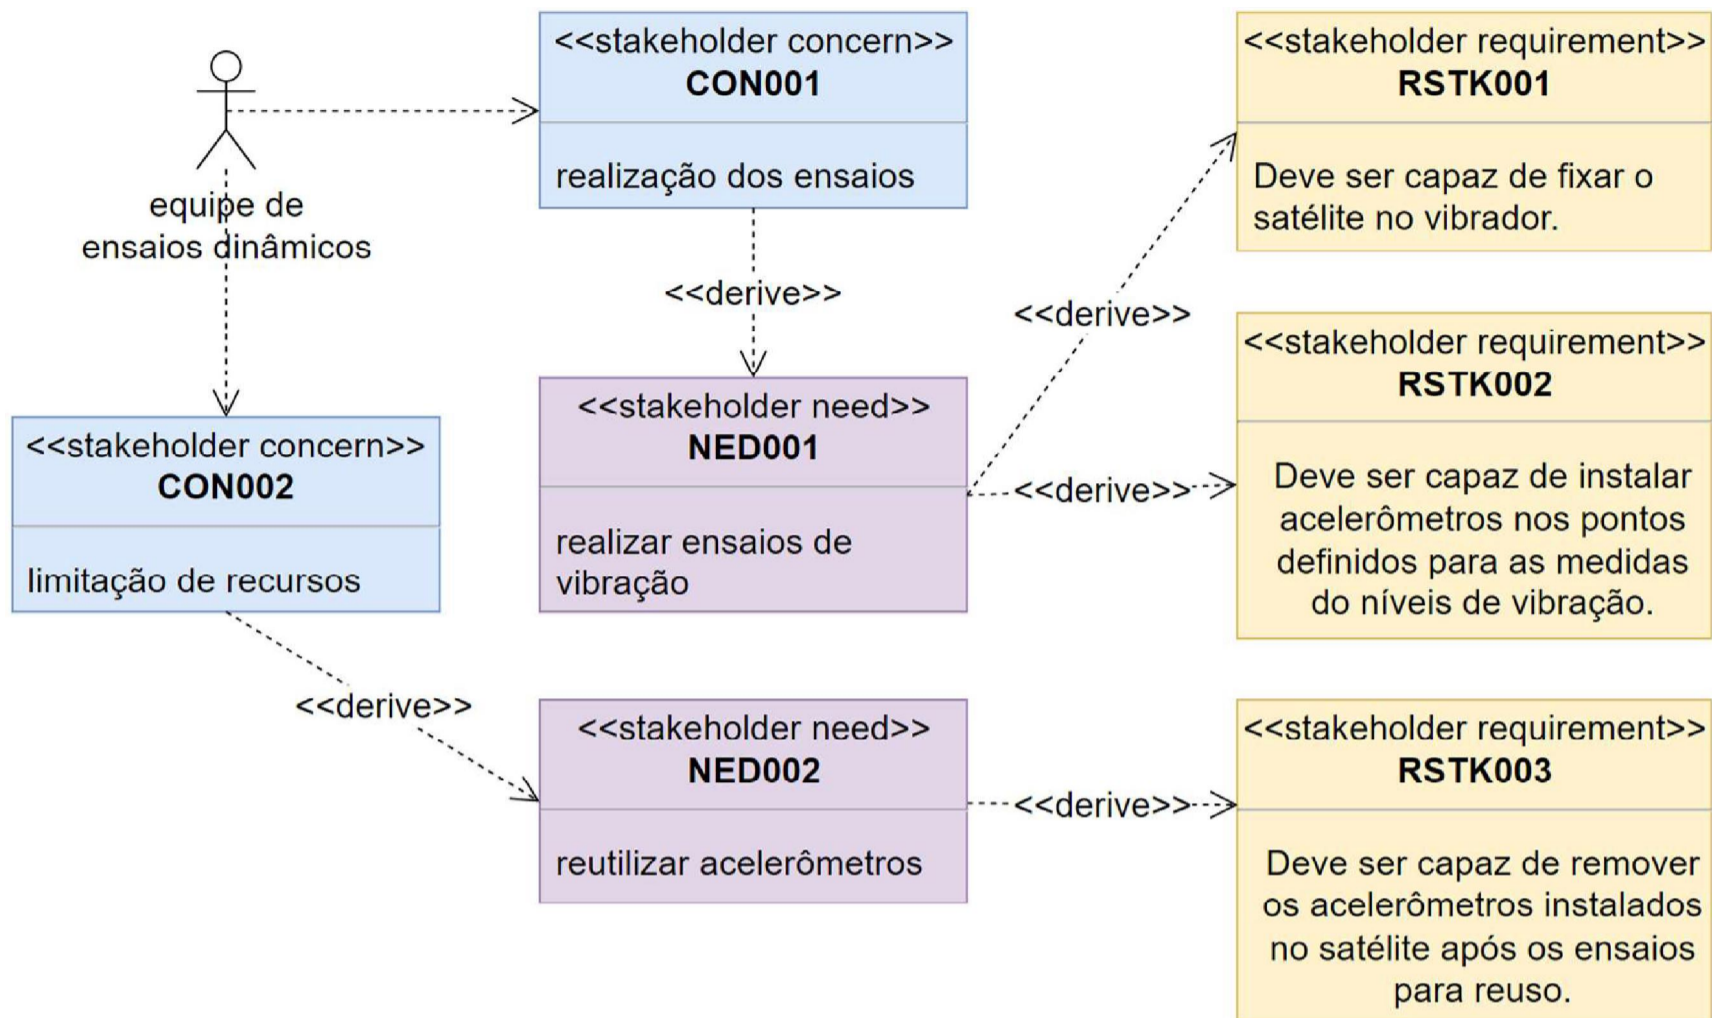 <<stakeholder concern>>
CON001
realização dos ensaios
equipe de
ensaios dinâmicos
<<derive>>
<<stakeholder concern>>
CON002
limitação de recursos
<<derive>>
<<stakeholder need>>
NED001
realizar ensaios de
vibração
<<stakeholder need>>
NED002
reutilizar acelerômetros
<<derive>>
<<derive>>
<<derive>>
<<stakeholder requirement>>
RSTK001
Deve ser capaz de fixar o
satélite no vibrador.
<<stakeholder requirement>>
RSTK002
Deve ser capaz de instalar
acelerômetros nos pontos
definidos para as medidas
do níveis de vibração.
<<stakeholder requirement>>
RSTK003
Deve ser capaz de remover
os acelerômetros instalados
no satélite após os ensaios
para reuso.